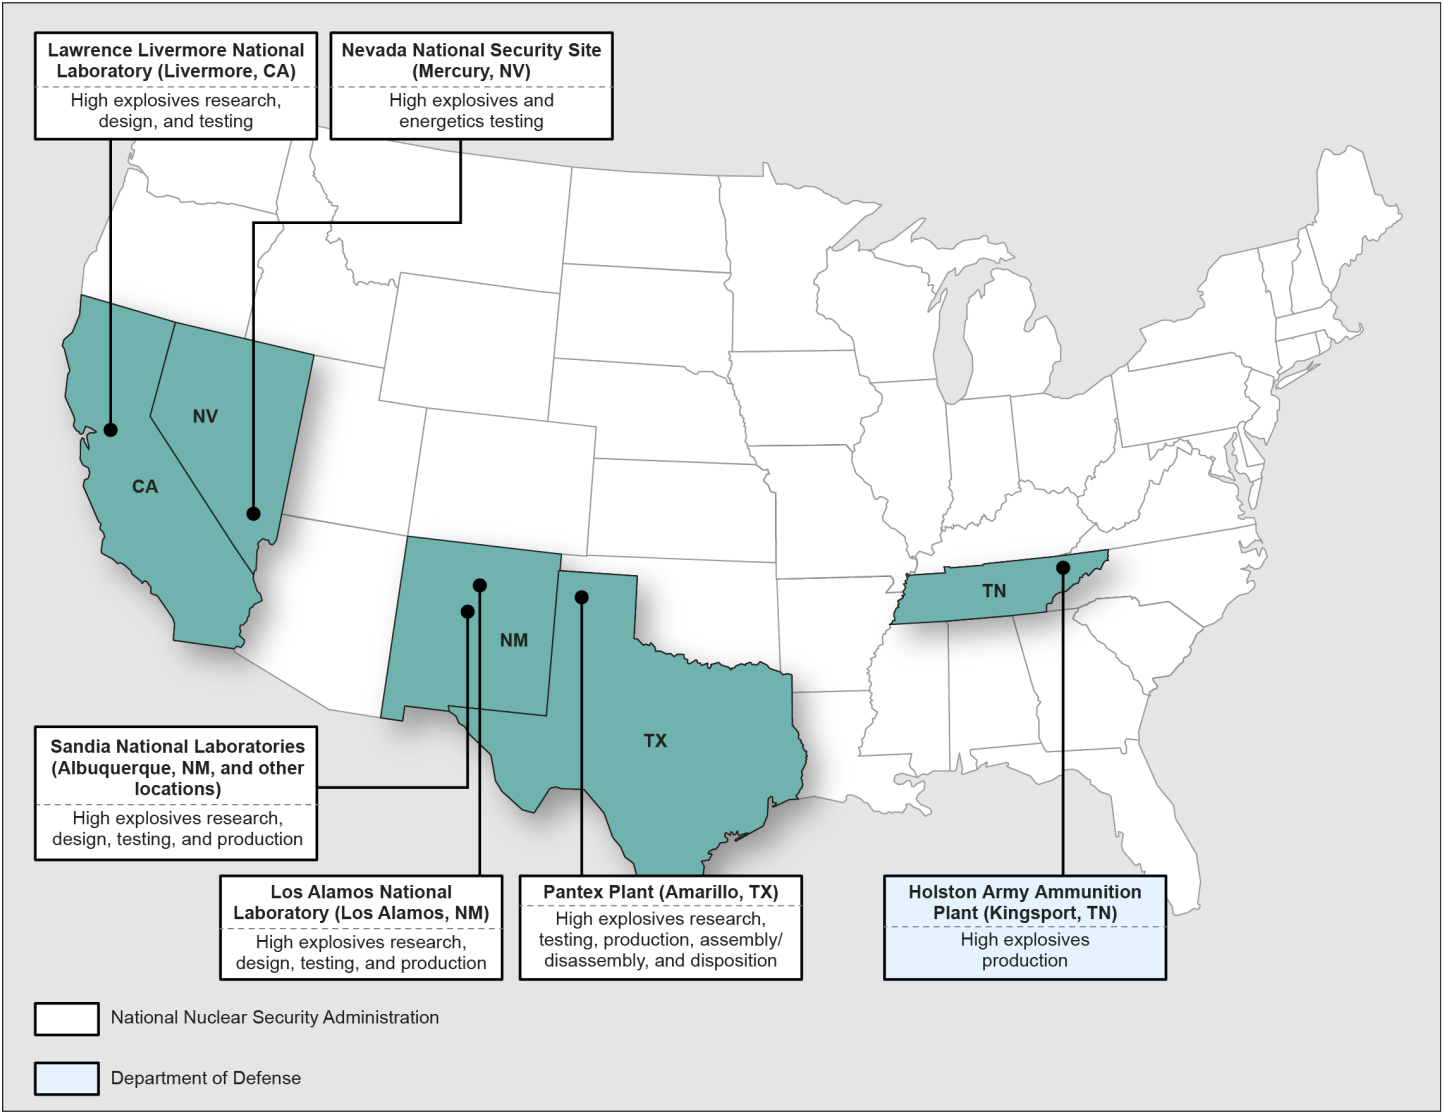 Lawrence Livermore National
Laboratory (Livermore, CA)
High explosives research,
design, and testing
Nevada National Security Site
(Mercury, NV)
High explosives and
energetics testing
NV
CA
NM
TX
TN
Sandia National Laboratories
(Albuquerque, NM, and other
locations)
High explosives research,
design, testing, and production
Los Alamos National
Laboratory (Los Alamos, NM)
High explosives research,
design, testing, and production
Pantex Plant (Amarillo, TX)
High explosives research,
testing, production, assembly/
disassembly, and disposition
Holston Army Ammunition
Plant (Kingsport, TN)
High explosives
production
National Nuclear Security Administration
Department of Defense